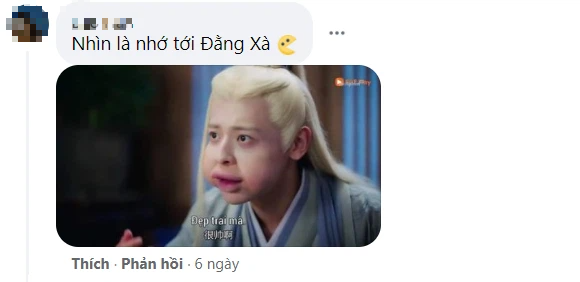 Nhìn là nhớ tới Đằng Xà
Đẹp trai mà.
很帅啊
Thích · Phản hồi · 6 ngày